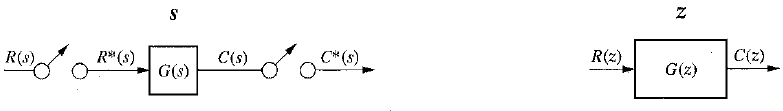 s z
R(s) R*(s) G(s) C(s) C*(s) R(z) G(z) C(z)